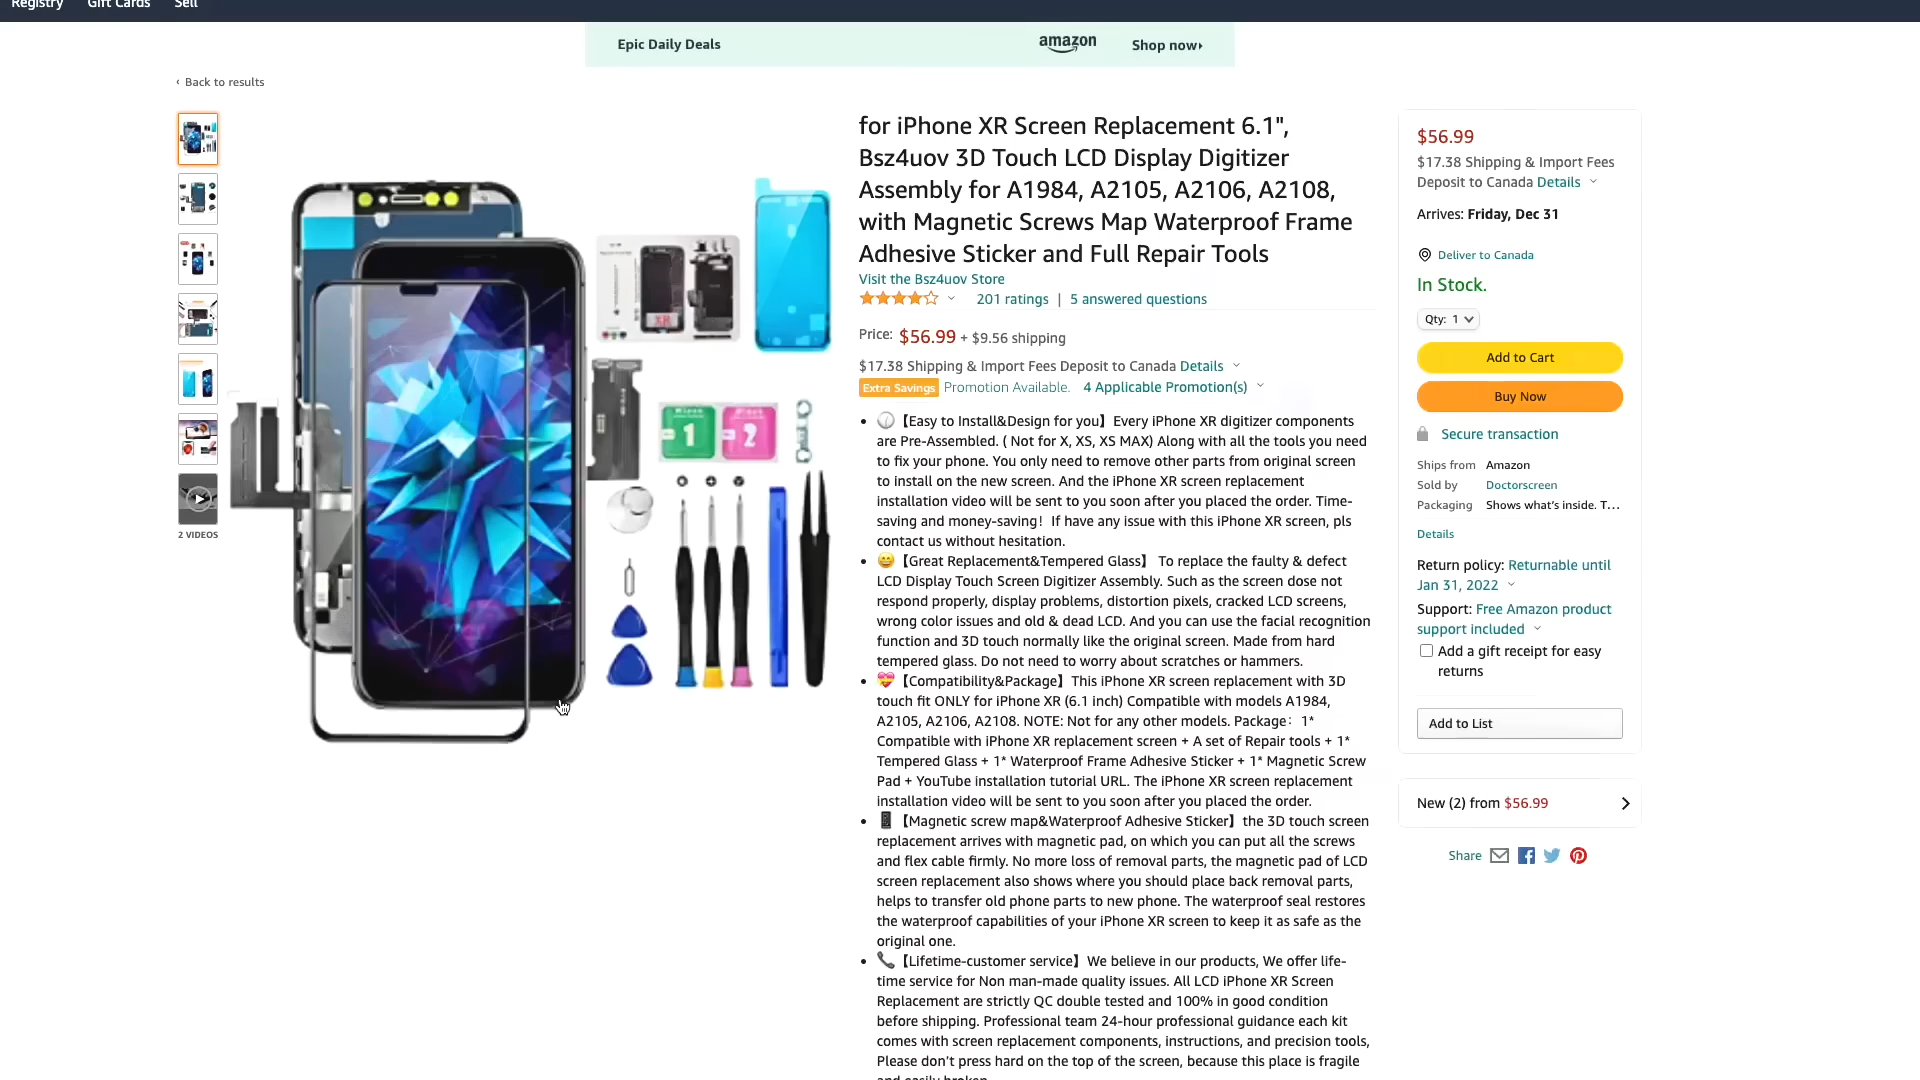 Registry Gift Cards Sell
Epic Daily Deals
amazon
Shop now
‹ Back to results
2 VIDEOS
XR
1
2
for iPhone XR Screen Replacement 6.1",
Bsz4uov 3D Touch LCD Display Digitizer
Assembly for A1984, A2105, A2106, A2108,
with Magnetic Screws Map Waterproof Frame
Adhesive Sticker and Full Repair Tools
Visit the Bsz4uov Store
201 ratings | 5 answered questions
Price: $56.99 + $9.56 shipping
$17.38 Shipping & Import Fees Deposit to Canada Details
Extra Savings Promotion Available. 4 Applicable Promotion(s)
• ⚾【Easy to Install&Design for you】Every iPhone XR digitizer components
are Pre-Assembled. ( Not for X, XS, XS MAX) Along with all the tools you need
to fix your phone. You only need to remove other parts from original screen
to install on the new screen. And the iPhone XR screen replacement
installation video will be sent to you soon after you placed the order. Time-
saving and money-saving！If have any issue with this iPhone XR screen, pls
contact us without hesitation.
• 😄【Great Replacement&Tempered Glass】 To replace the faulty & defect
LCD Display Touch Screen Digitizer Assembly. Such as the screen dose not
respond properly, display problems, distortion pixels, cracked LCD screens,
wrong color issues and old & dead LCD. And you can use the facial recognition
function and 3D touch normally like the original screen. Made from hard
tempered glass. Do not need to worry about scratches or hammers.
• 💝【Compatibility&Package】This iPhone XR screen replacement with 3D
touch fit ONLY for iPhone XR (6.1 inch) Compatible with models A1984,
A2105, A2106, A2108. NOTE: Not for any other models. Package：1*
Compatible with iPhone XR replacement screen + A set of Repair tools + 1*
Tempered Glass + 1* Waterproof Frame Adhesive Sticker + 1* Magnetic Screw
Pad + YouTube installation tutorial URL. The iPhone XR screen replacement
installation video will be sent to you soon after you placed the order.
• 📱【Magnetic screw map&Waterproof Adhesive Sticker】the 3D touch screen
replacement arrives with magnetic pad, on which you can put all the screws
and flex cable firmly. No more loss of removal parts, the magnetic pad of LCD
screen replacement also shows where you should place back removal parts,
helps to transfer old phone parts to new phone. The waterproof seal restores
the waterproof capabilities of your iPhone XR screen to keep it as safe as the
original one.
• 📞【Lifetime-customer service】We believe in our products, We offer life-
time service for Non man-made quality issues. All LCD iPhone XR Screen
Replacement are strictly QC double tested and 100% in good condition
before shipping. Professional team 24-hour professional guidance each kit
comes with screen replacement components, instructions, and precision tools,
Please don't press hard on the top of the screen, because this place is fragile
and easily broken.
$56.99
$17.38 Shipping & Import Fees
Deposit to Canada Details
Arrives: Friday, Dec 31
Deliver to Canada
In Stock.
Qty: 1
Add to Cart
Buy Now
Secure transaction
Ships from Amazon
Sold by Doctorscreen
Packaging Shows what's inside. T…
Details
Return policy: Returnable until
Jan 31, 2022
Support: Free Amazon product
support included
Add a gift receipt for easy
returns
Add to List
New (2) from $56.99
Share